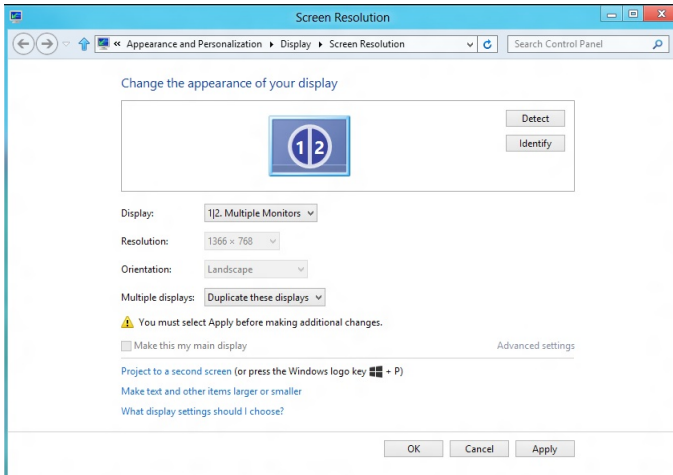 Screen Resolution
« Appearance and Personalization Display Screen Resolution Search Control Panel
Change the appearance of your display
1 2
Detect
Identify
Display: 1|2. Multiple Monitors
Resolution: 1366 × 768
Orientation: Landscape
Multiple displays: Duplicate these displays
You must select Apply before making additional changes.
Make this my main display Advanced settings
Project to a second screen (or press the Windows logo key + P)
Make text and other items larger or smaller
What display settings should I choose?
OK Cancel Apply